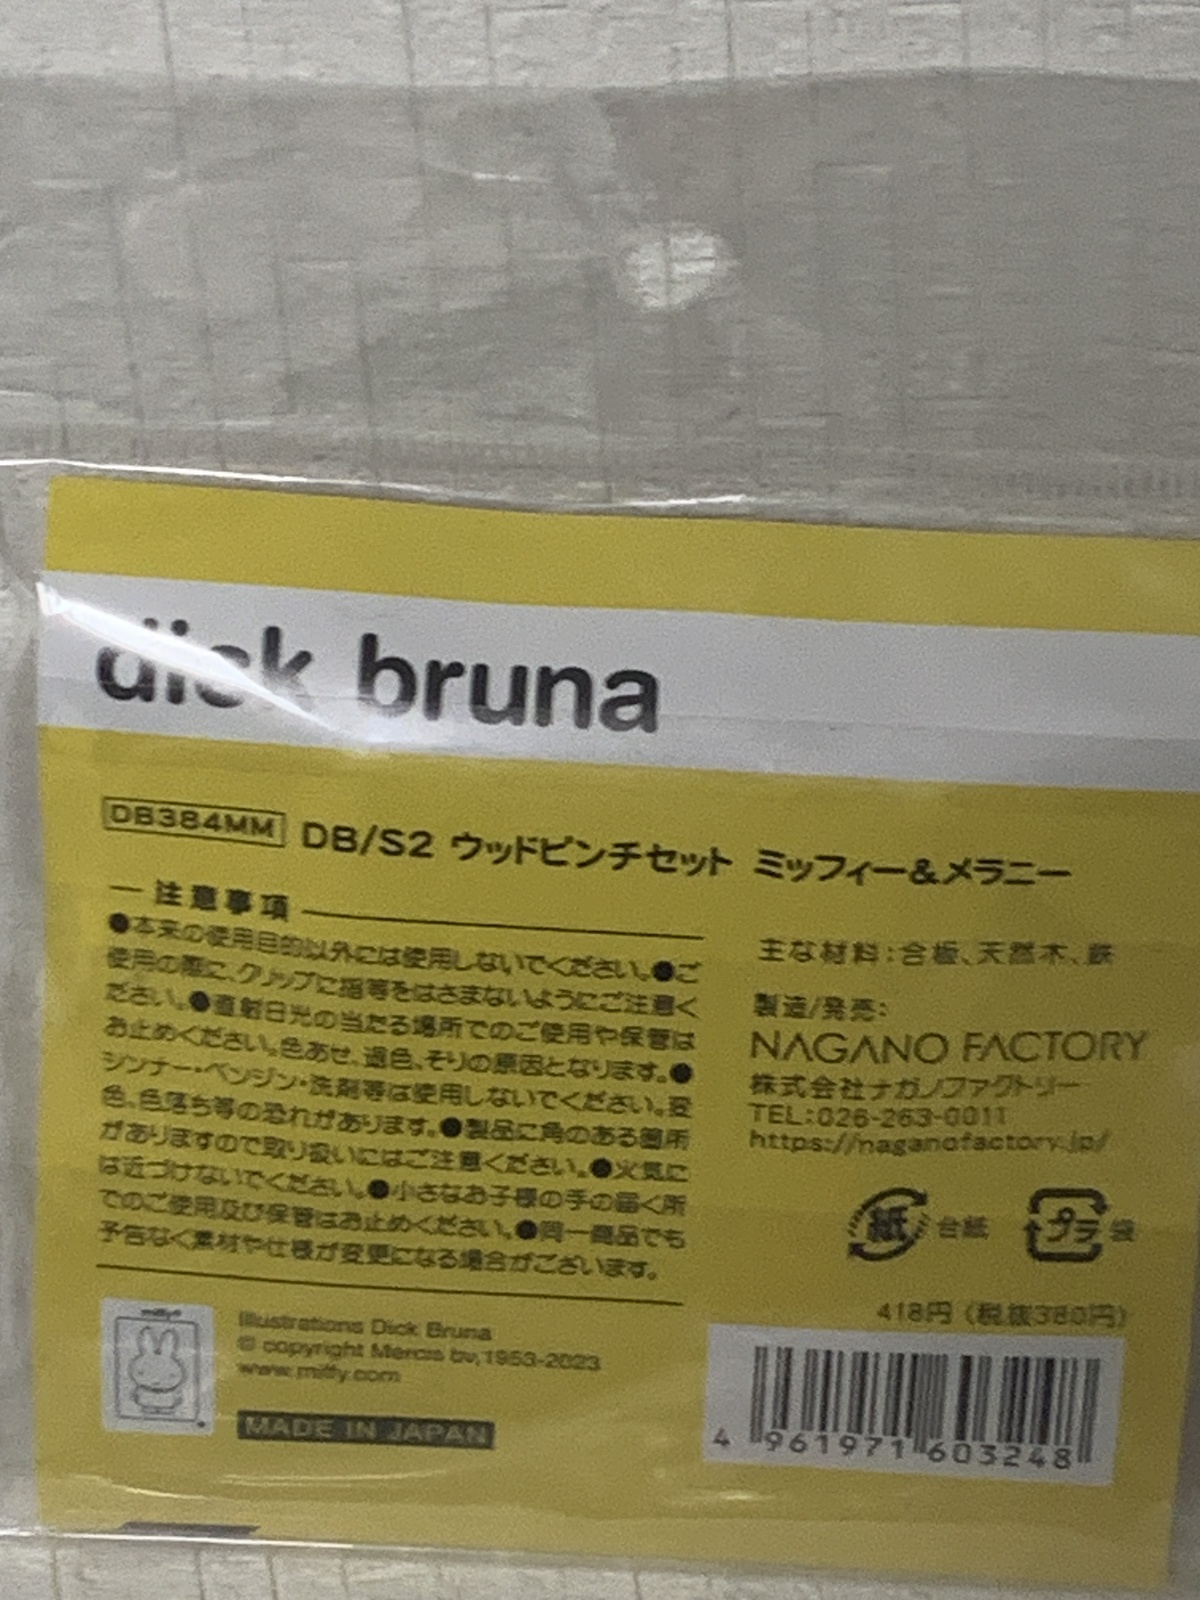 dick bruna
DB384MM DB/S2 ウッドピンチセット ミッフィー&メラニー
注意事項
●本来の使用目的以外には使用しないでください。●ご
使用の際に、クリップに指等をはさまないようにご注意く
ださい。●直射日光の当たる場所でのご使用や保管は
お止めください。色あせ、退色、そりの原因となります。●
シンナー・ベンジン・洗剤等は使用しないでください。変
色、色落ち等の恐れがあります。●製品に角のある箇所
がありますので取り扱いにはご注意ください。●火気に
は近づけないでください。●小さなお子様の手の届く所
でのご使用及び保管はお止めください。●同一商品でも
予告なく素材や仕様が変更になる場合がございます。
主な材料:合板、天然木、鉄
製造/発売:
NAGANO FACTORY
株式会社ナガノファクトリー
TEL:026-263-0011
https://naganofactory.jp/
紙 台紙 プラ 袋
418円 (税抜380円)
miffy®
Illustrations Dick Bruna
© copyright Mercis bv,1953-2023
www.miffy.com
MADE IN JAPAN
4 961971 603248